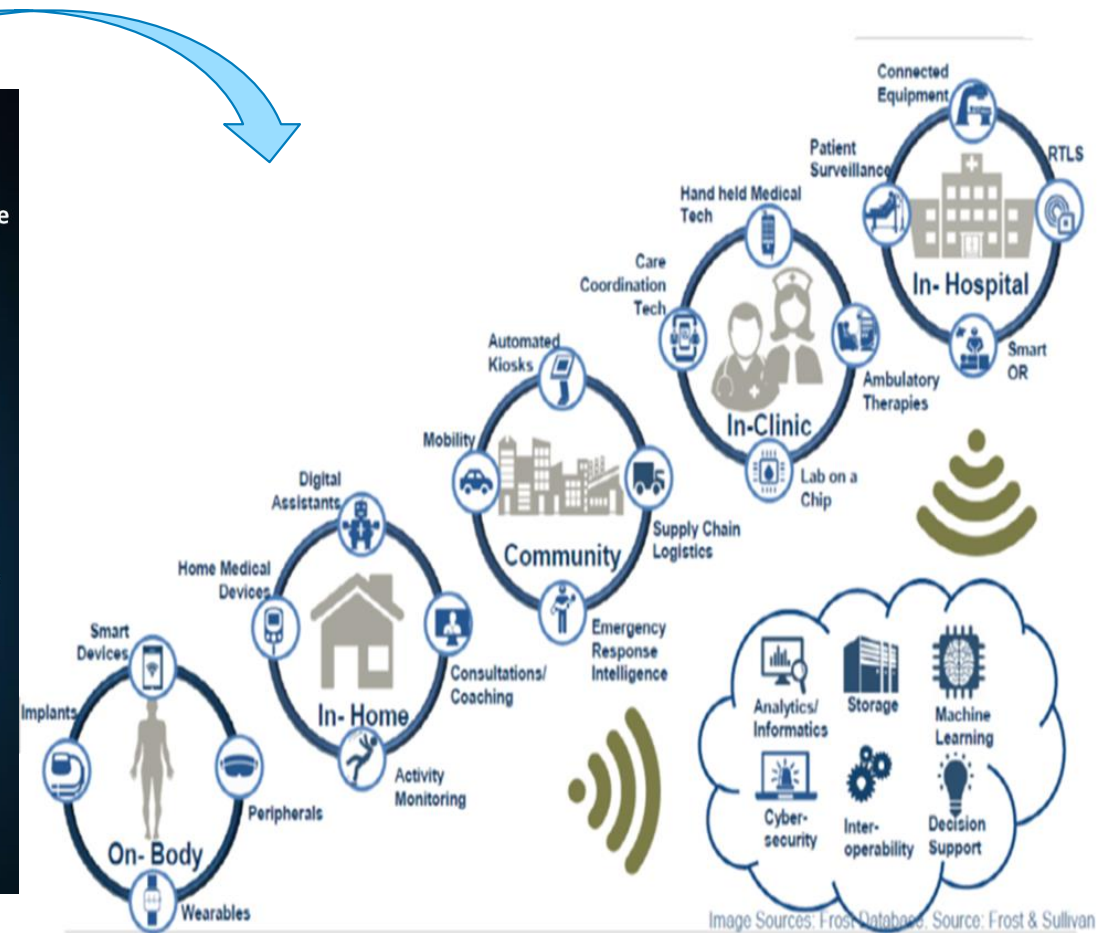 e
Connected
Equipment
Patient
Surveillance
RTLS
In- Hospital
Smart
OR
Hand held Medical
Tech
Care
Coordination
Tech
Ambulatory
Therapies
In-Clinic
Lab on a
Chip
Automated
Kiosks
Mobility
Supply Chain
Logistics
Community
Emergency
Response
Intelligence
Digital
Assistants
Home Medical
Devices
Consultations/
Coaching
In- Home
Activity
Monitoring
Smart
Devices
Implants
Peripherals
On- Body
Wearables
Analytics/
Informatics
Storage
Machine
Learning
Cyber-
security
Inter-
operability
Decision
Support
Image Sources: Frost Database. Source: Frost & Sullivan